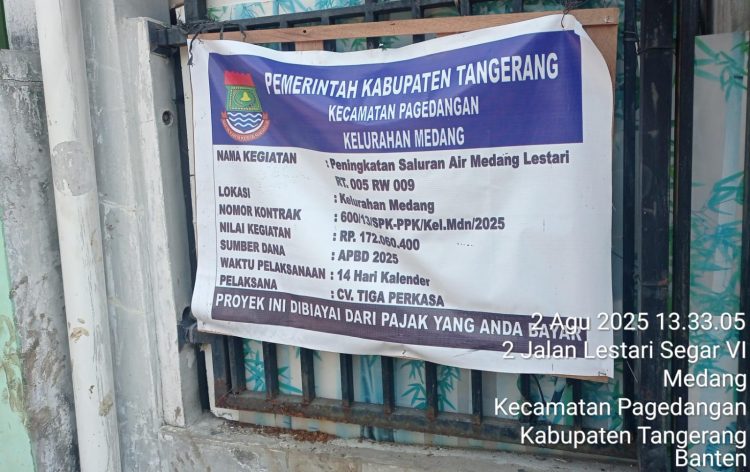 PEMERINTAH KABUPATEN TANGERANG
KECAMATAN PAGEDANGAN
KELURAHAN MEDANG
NAMA KEGIATAN : Peningkatan Saluran Air Medang Lestari
RT. 005 RW 009
LOKASI : Kelurahan Medang
NOMOR KONTRAK : 600/13/SPK-PPK/Kel.Mdn/2025
NILAI KEGIATAN : RP. 172.060.400
SUMBER DANA : APBD 2025
WAKTU PELAKSANAAN : 14 Hari Kalender
PELAKSANA : CV. TIGA PERKASA
PROYEK INI DIBIAYAI DARI PAJAK YANG ANDA BAYAR
2 Agu 2025 13.33.05
2 Jalan Lestari Segar VI
Medang
Kecamatan Pagedangan
Kabupaten Tangerang
Banten